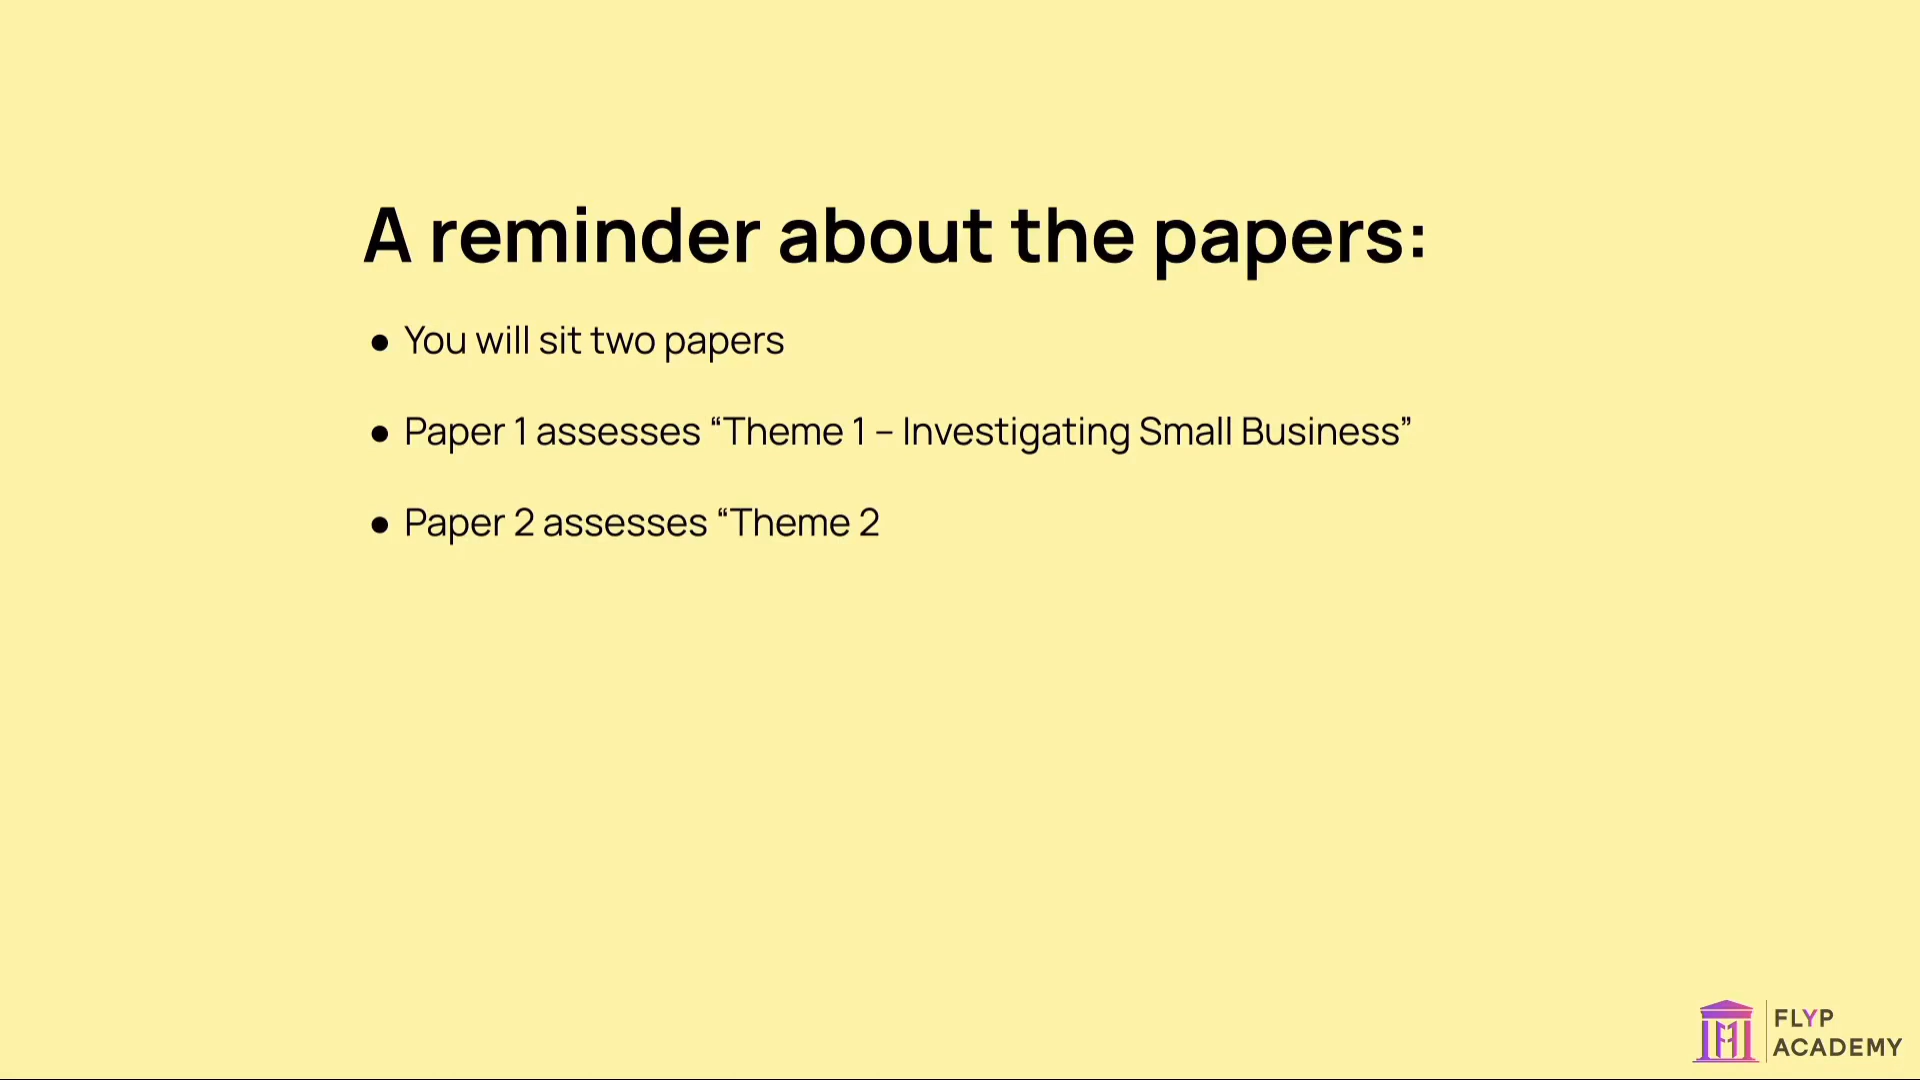 A reminder about the papers:
● You will sit two papers
● Paper 1 assesses “Theme 1 – Investigating Small Business”
● Paper 2 assesses “Theme 2
FLYP
ACADEMY